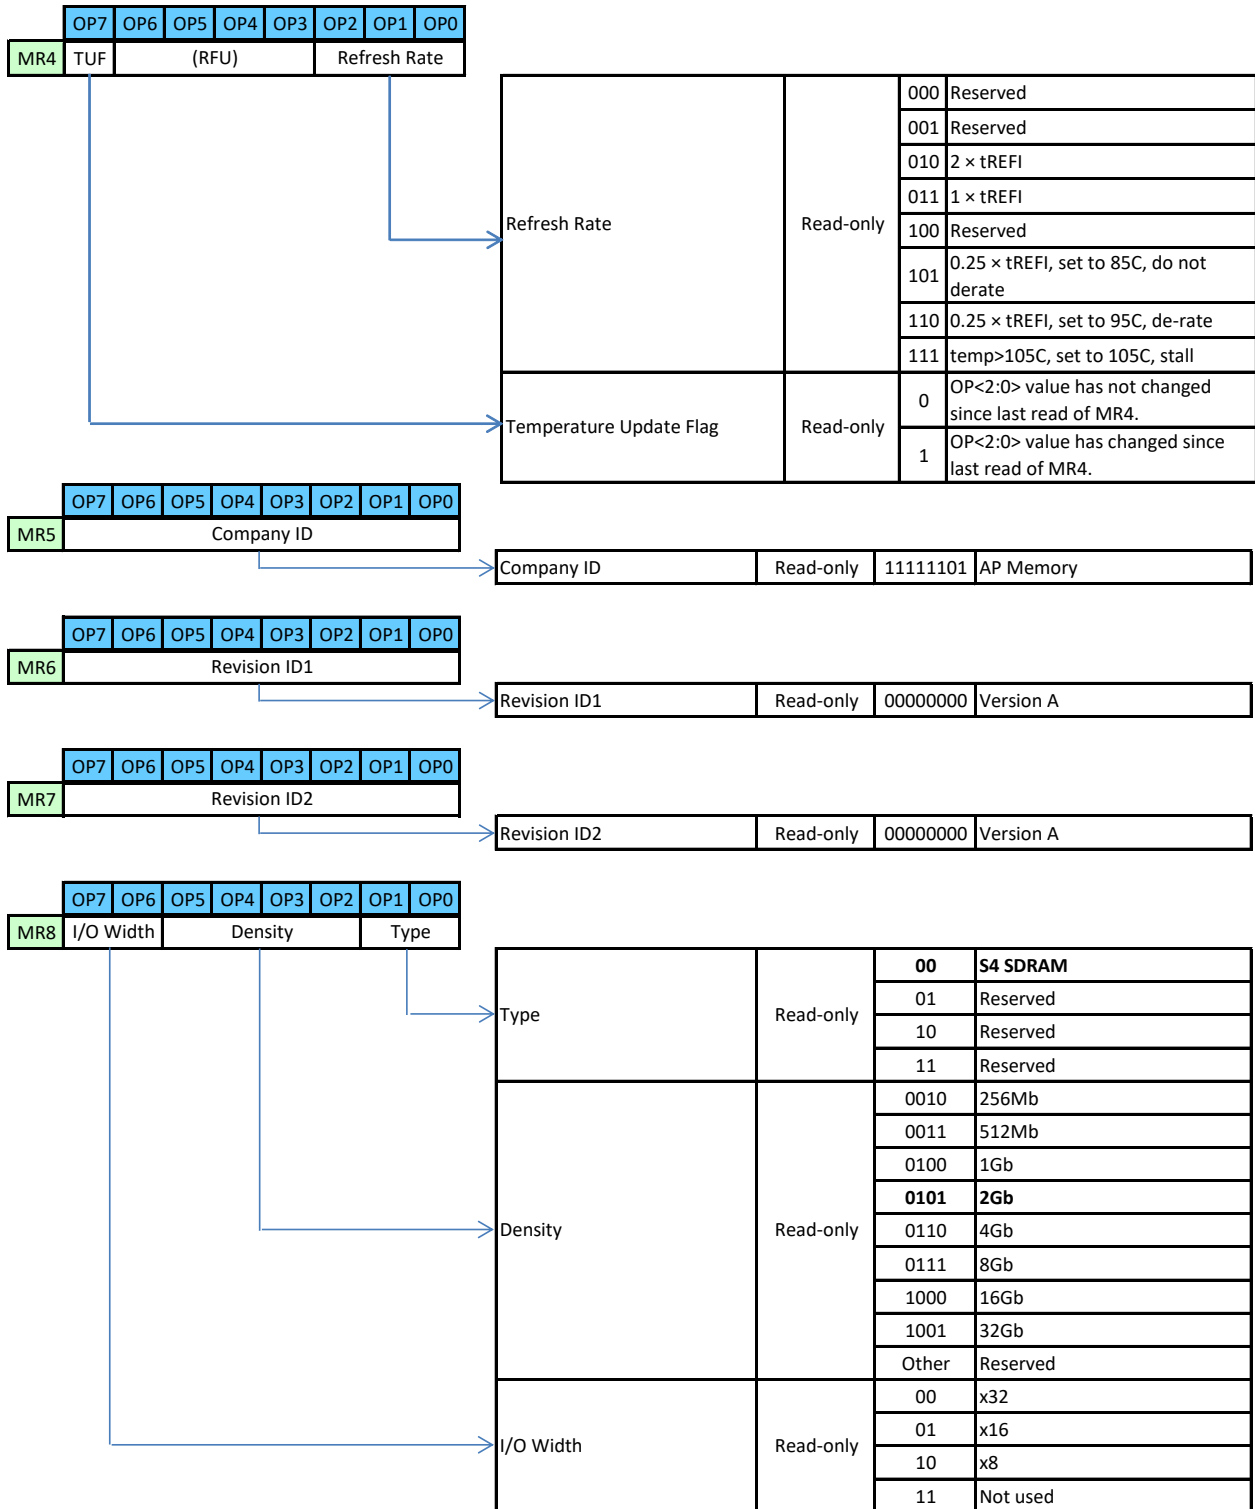 OP7 OP6 OP5 OP4 OP3 OP2 OP1 OP0
MR4 TUF (RFU) Refresh Rate
Refresh Rate Read-only
000 Reserved
001 Reserved
010 2 × tREFI
011 1 × tREFI
100 Reserved
101 0.25 × tREFI, set to 85C, do not
derate
110 0.25 × tREFI, set to 95C, de-rate
111 temp>105C, set to 105C, stall
Temperature Update Flag Read-only
0 OP<2:0> value has not changed
since last read of MR4.
1 OP<2:0> value has changed since
last read of MR4.
OP7 OP6 OP5 OP4 OP3 OP2 OP1 OP0
MR5 Company ID
Company ID Read-only 11111101 AP Memory
OP7 OP6 OP5 OP4 OP3 OP2 OP1 OP0
MR6 Revision ID1
Revision ID1 Read-only 00000000 Version A
OP7 OP6 OP5 OP4 OP3 OP2 OP1 OP0
MR7 Revision ID2
Revision ID2 Read-only 00000000 Version A
OP7 OP6 OP5 OP4 OP3 OP2 OP1 OP0
MR8 I/O Width Density Type
Type Read-only
00 S4 SDRAM
01 Reserved
10 Reserved
11 Reserved
Density Read-only
0010 256Mb
0011 512Mb
0100 1Gb
0101 2Gb
0110 4Gb
0111 8Gb
1000 16Gb
1001 32Gb
Other Reserved
I/O Width Read-only
00 x32
01 x16
10 x8
11 Not used